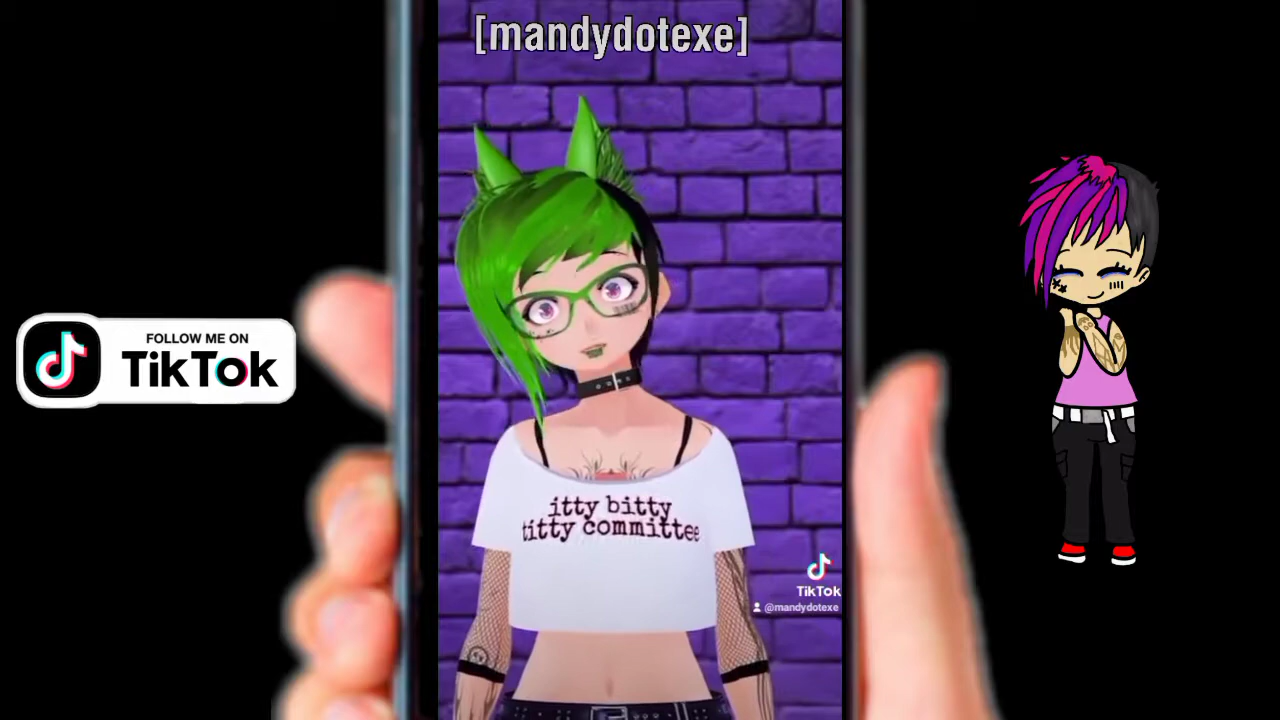 [mandydotexe]
FOLLOW ME ON
TikTok
itty bitty
titty committee
TikTok
@mandydotexe